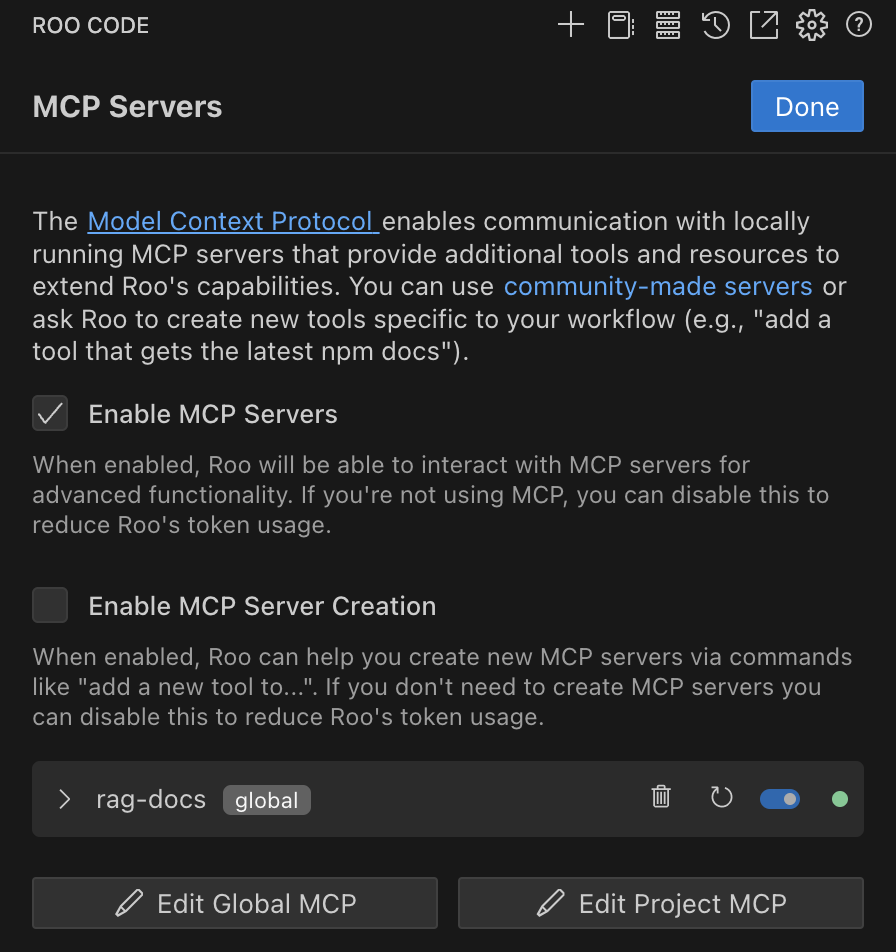 ROO CODE
MCP Servers
Done
The Model Context Protocol enables communication with locally
running MCP servers that provide additional tools and resources to
extend Roo's capabilities. You can use community-made servers or
ask Roo to create new tools specific to your workflow (e.g., "add a
tool that gets the latest npm docs").
Enable MCP Servers
When enabled, Roo will be able to interact with MCP servers for
advanced functionality. If you're not using MCP, you can disable this to
reduce Roo's token usage.
Enable MCP Server Creation
When enabled, Roo can help you create new MCP servers via commands
like "add a new tool to...". If you don't need to create MCP servers you
can disable this to reduce Roo's token usage.
rag-docs global
Edit Global MCP
Edit Project MCP